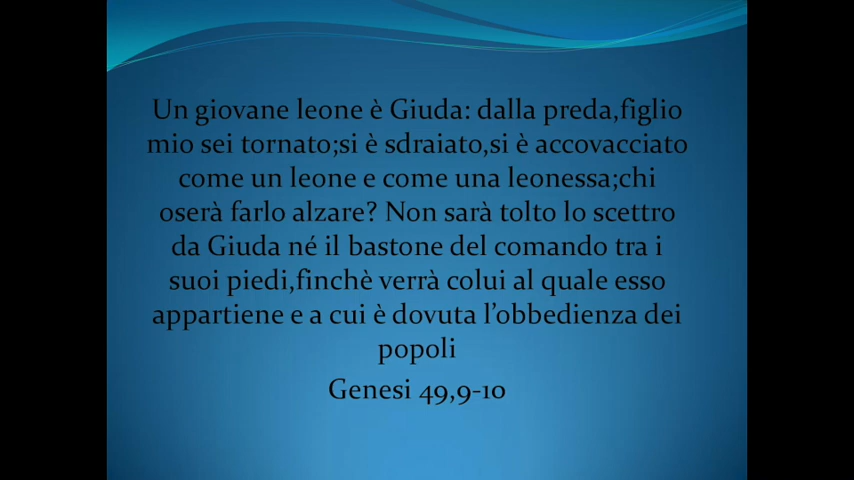 Un giovane leone è Giuda: dalla preda,figlio
mio sei tornato;si è sdraiato,si è accovacciato
come un leone e come una leonessa;chi
oserà farlo alzare? Non sarà tolto lo scettro
da Giuda né il bastone del comando tra i
suoi piedi,finchè verrà colui al quale esso
appartiene e a cui è dovuta l’obbedienza dei
popoli
Genesi 49,9-10